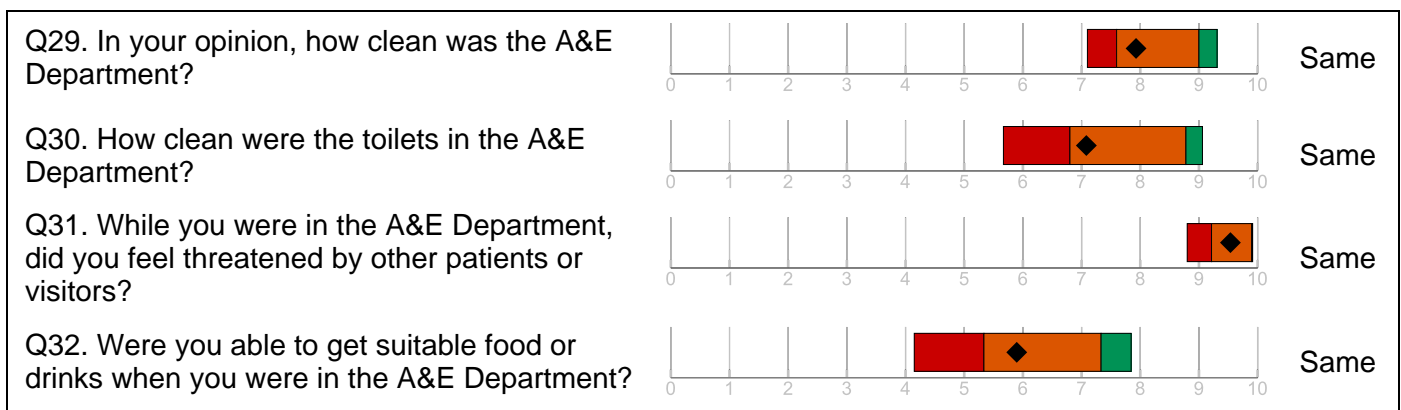 Q29. In your opinion, how clean was the A&E
Department?
0 1 2 3 4 5 6 7 8 9 10
Same
Q30. How clean were the toilets in the A&E
Department?
0 1 2 3 4 5 6 7 8 9 10
Same
Q31. While you were in the A&E Department,
did you feel threatened by other patients or
visitors?
0 1 2 3 4 5 6 7 8 9 10
Same
Q32. Were you able to get suitable food or
drinks when you were in the A&E Department?
0 1 2 3 4 5 6 7 8 9 10
Same